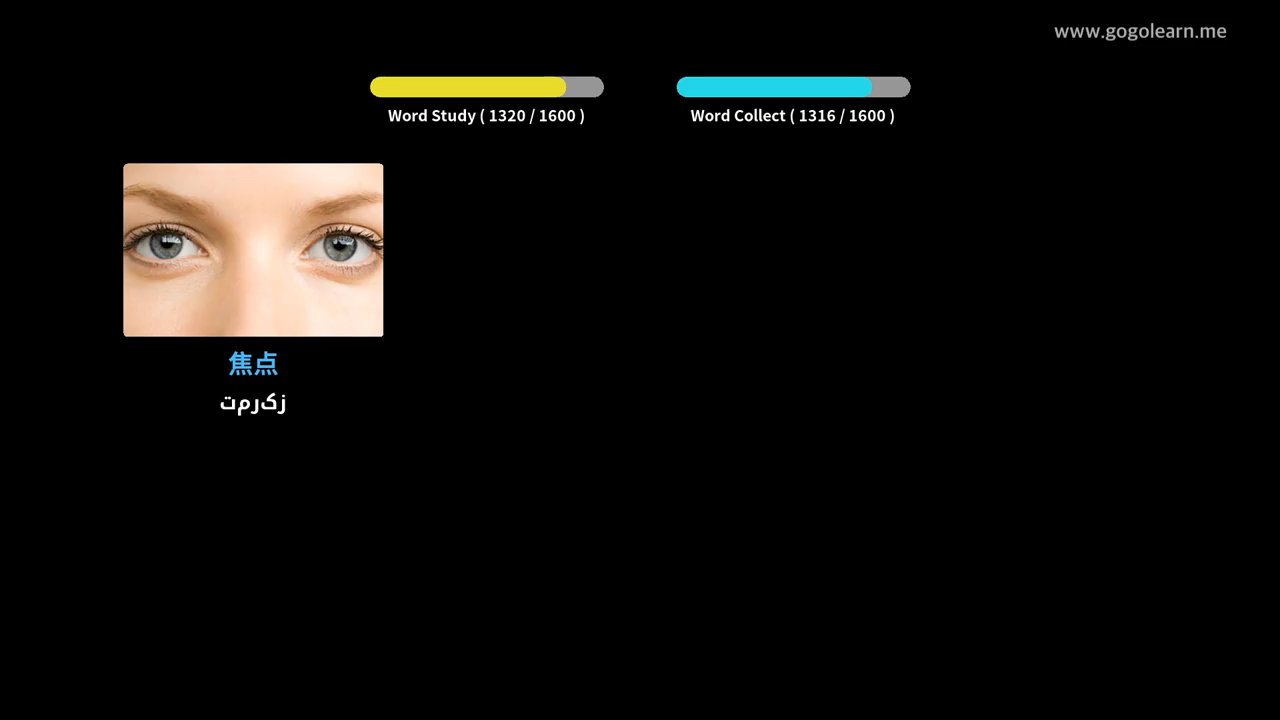 www.gogolearn.me
Word Study ( 1320 / 1600 )
Word Collect ( 1316 / 1600 )
焦点
زکرمت